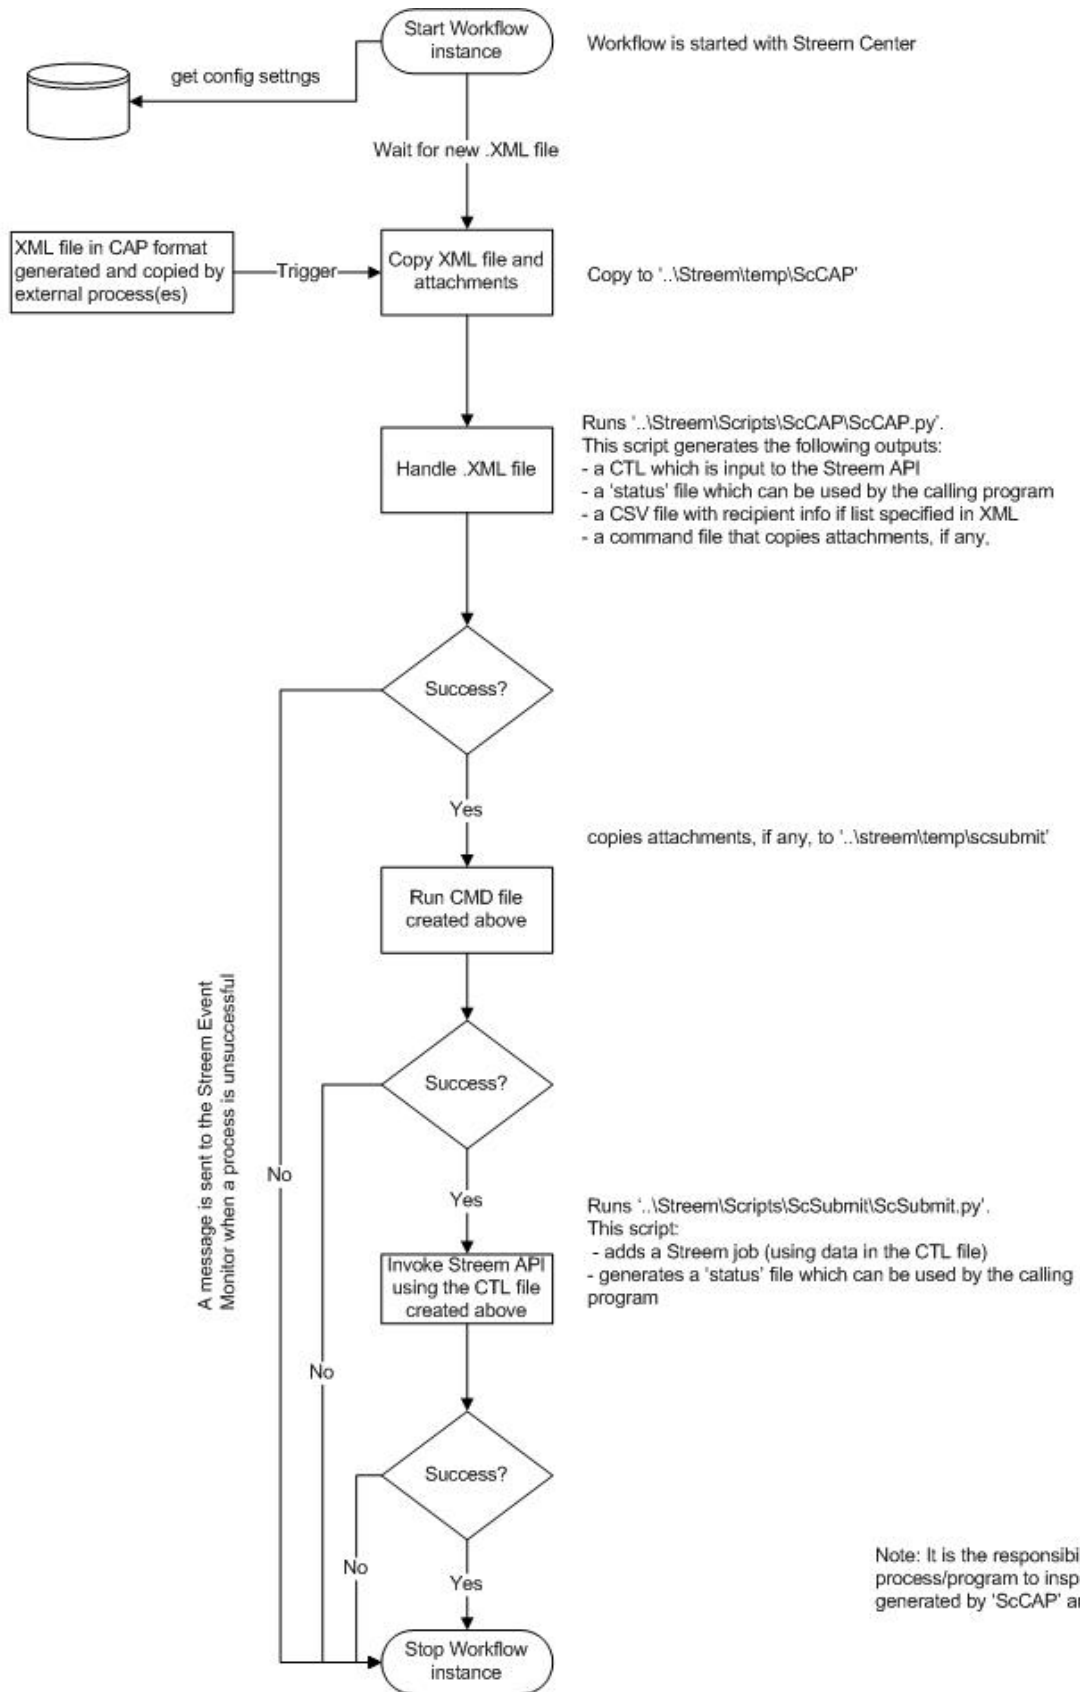 Start Workflow
instance
Workflow is started with Streem Center
get config settngs
Wait for new .XML file
XML file in CAP format
generated and copied by
external process(es)
Trigger
Copy XML file and
attachments
Copy to '..\Streem\temp\ScCAP'
Handle .XML file
Runs '..\Streem\Scripts\ScCAP\ScCAP.py'.
This script generates the following outputs:
- a CTL which is input to the Streem API
- a 'status' file which can be used by the calling program
- a CSV file with recipient info if list specified in XML
- a command file that copies attachments, if any,
Success?
Yes
copies attachments, if any, to '..\streem\temp\scsubmit'
Run CMD file
created above
A message is sent to the Streem Event
Monitor when a process is unsuccessful
Success?
No
Yes
Runs '..\Streem\Scripts\ScSubmit\ScSubmit.py'.
This script:
- adds a Streem job (using data in the CTL file)
- generates a 'status' file which can be used by the calling
program
Invoke Streem API
using the CTL file
created above
No
Success?
No
Yes
Note: It is the
process/program to
generated by 'ScCAP'
Stop Workflow
instance